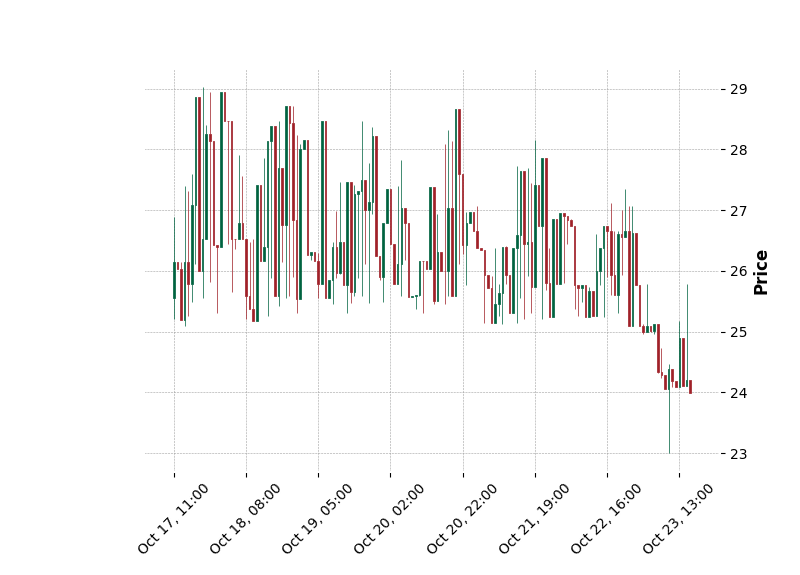 29
28
27
26
25
24
23
Price
Oct 17, 11:00
Oct 18, 08:00
Oct 19, 05:00
Oct 20, 02:00
Oct 20, 22:00
Oct 21, 19:00
Oct 22, 16:00
Oct 23, 13:00